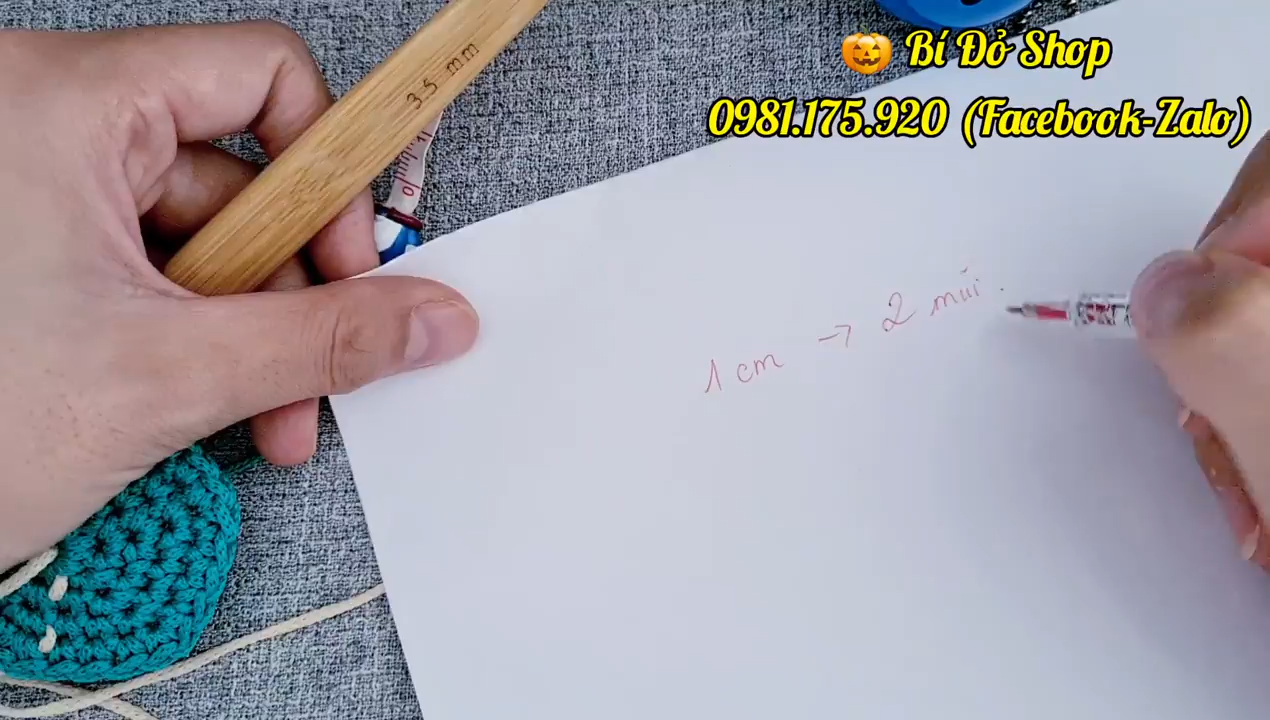 🎃 Bí Đỏ Shop
0981.175.920 (Facebook-Zalo)
3.5 mm
1 cm → 2 mũi.